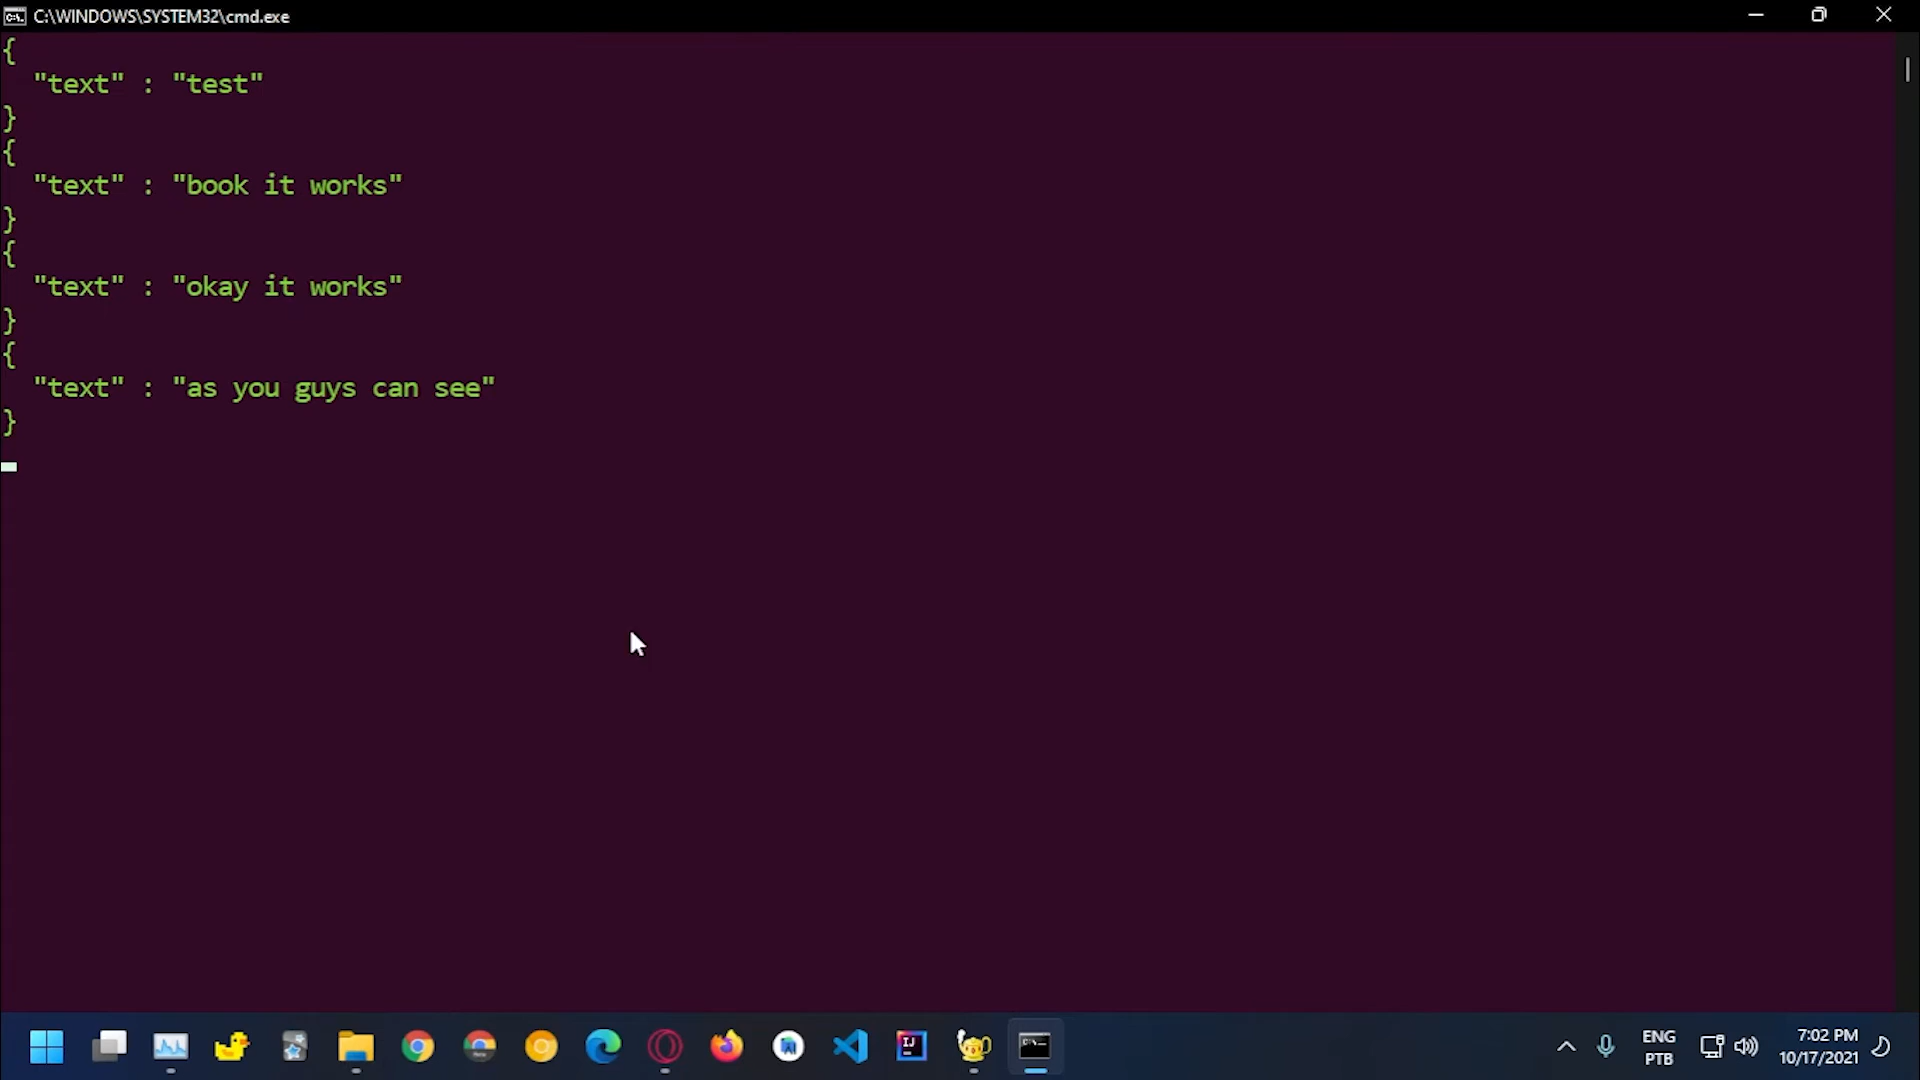 C:\WINDOWS\SYSTEM32\cmd.exe
{
  "text" : "test"
}
{
  "text" : "book it works"
}
{
  "text" : "okay it works"
}
{
  "text" : "as you guys can see"
}
ENG
PTB
7:02 PM
10/17/2021